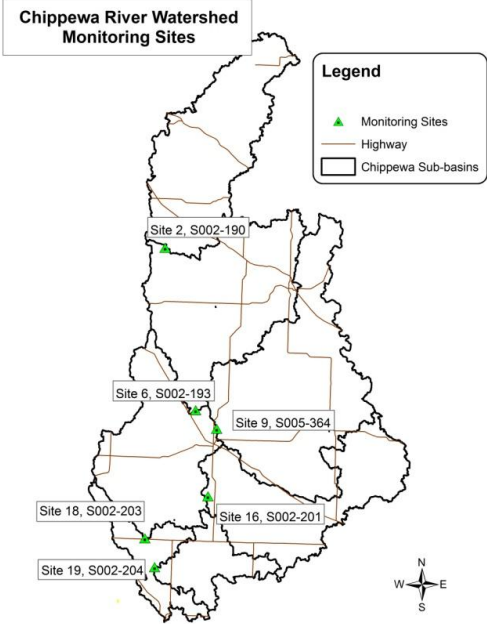 Chippewa River Watershed
Monitoring Sites
Legend
Monitoring Sites
Highway
Chippewa Sub-basins
Site 2, S002-190
Site 6, S002-193
Site 9, S005-364
Site 18, S002-203
Site 16, S002-201
Site 19, S002-204
N
W E
S